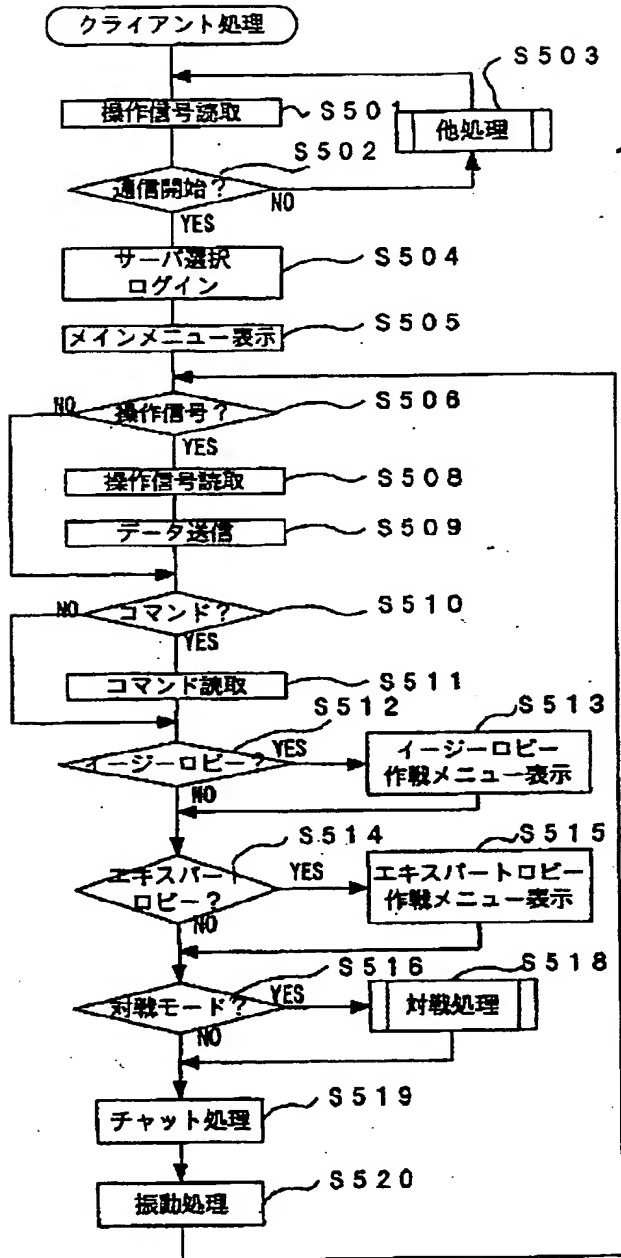 クライアント処理
S503
操作信号読取
S501
他処理
S502
通信開始?
NO
YES
サーバ選択
ログイン
S504
メインメニュー表示
S505
NO
操作信号?
S506
YES
操作信号読取
S508
データ送信
S509
NO
コマンド?
S510
YES
コマンド読取
S511
S512
S513
イージーロビー?
YES
イージーロビー
作戦メニュー表示
NO
S514
S515
エキスパー
ロビー?
YES
エキスパートロビー
作戦メニュー表示
NO
S516
S518
対戦モード?
YES
対戦処理
NO
チャット処理
S519
振動処理
S520